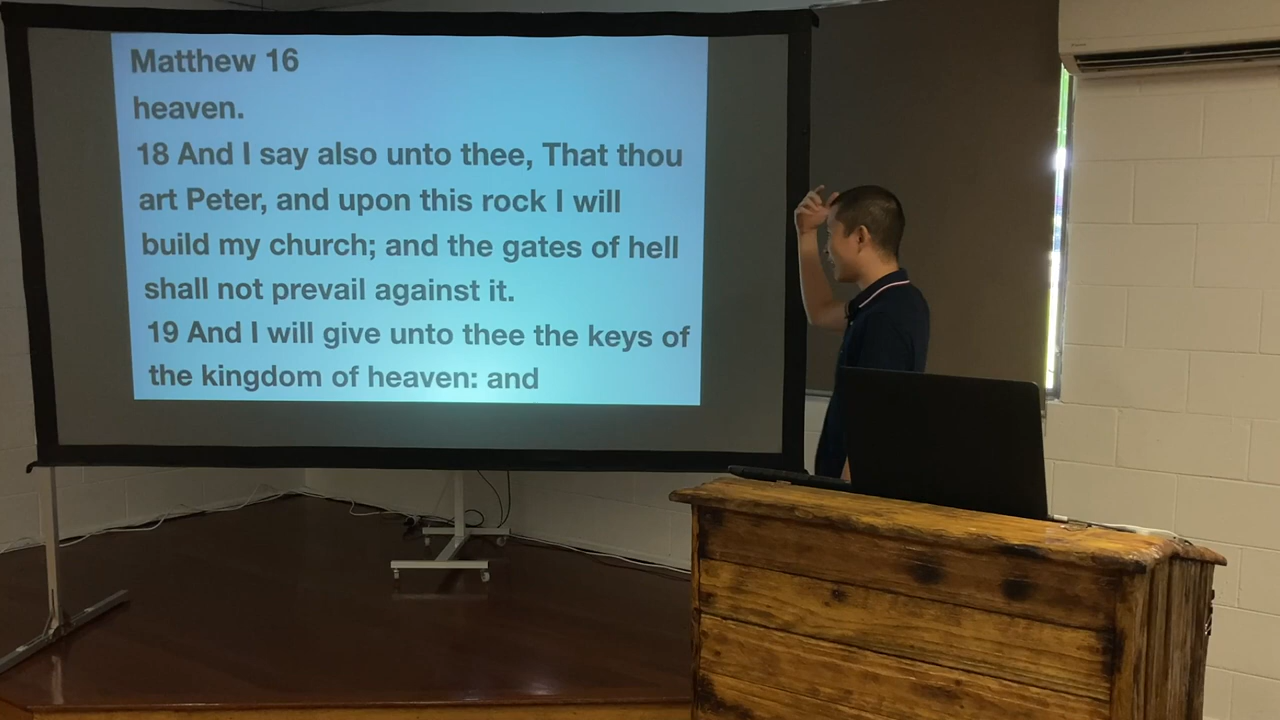 Matthew 16
heaven.
18 And I say also unto thee, That thou
art Peter, and upon this rock I will
build my church; and the gates of hell
shall not prevail against it.
19 And I will give unto thee the keys of
the kingdom of heaven: and